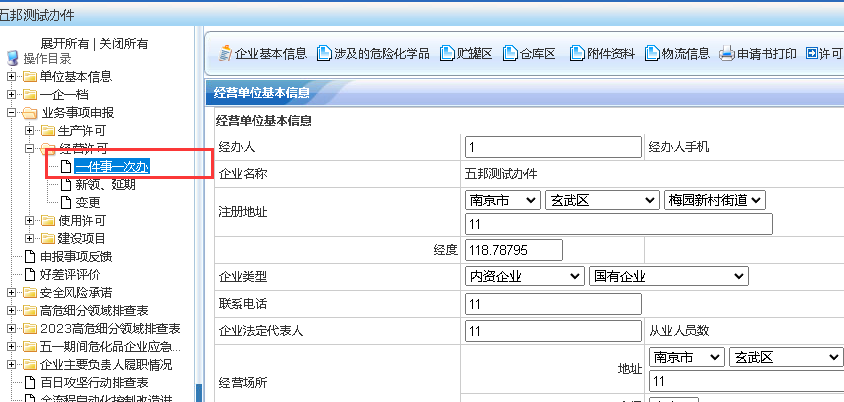 五邦测试办件
展开所有 | 关闭所有
操作目录
单位基本信息
一企一档
业务事项申报
生产许可
经营许可
一件事一次办
新领、延期
变更
使用许可
建设项目
申报事项反馈
好差评评价
安全风险承诺
高危细分领域排查表
2023高危细分领域排查表
五一期间危化品企业应急...
企业主要负责人履职情况
百日攻坚行动排查表
全流程自动化控制改造进
企业基本信息 涉及的危险化学品 贮罐区 仓库区 附件资料 物流信息 申请书打印 许可
经营单位基本信息
经营单位基本信息
经办人 1 经办人手机
企业名称 五邦测试办件
注册地址 南京市 玄武区 梅园新村街道
11
经度 118.78795
企业类型 内资企业 国有企业
联系电话 11
企业法定代表人 11 从业人员数
经营场所 地址 南京市 玄武区
11